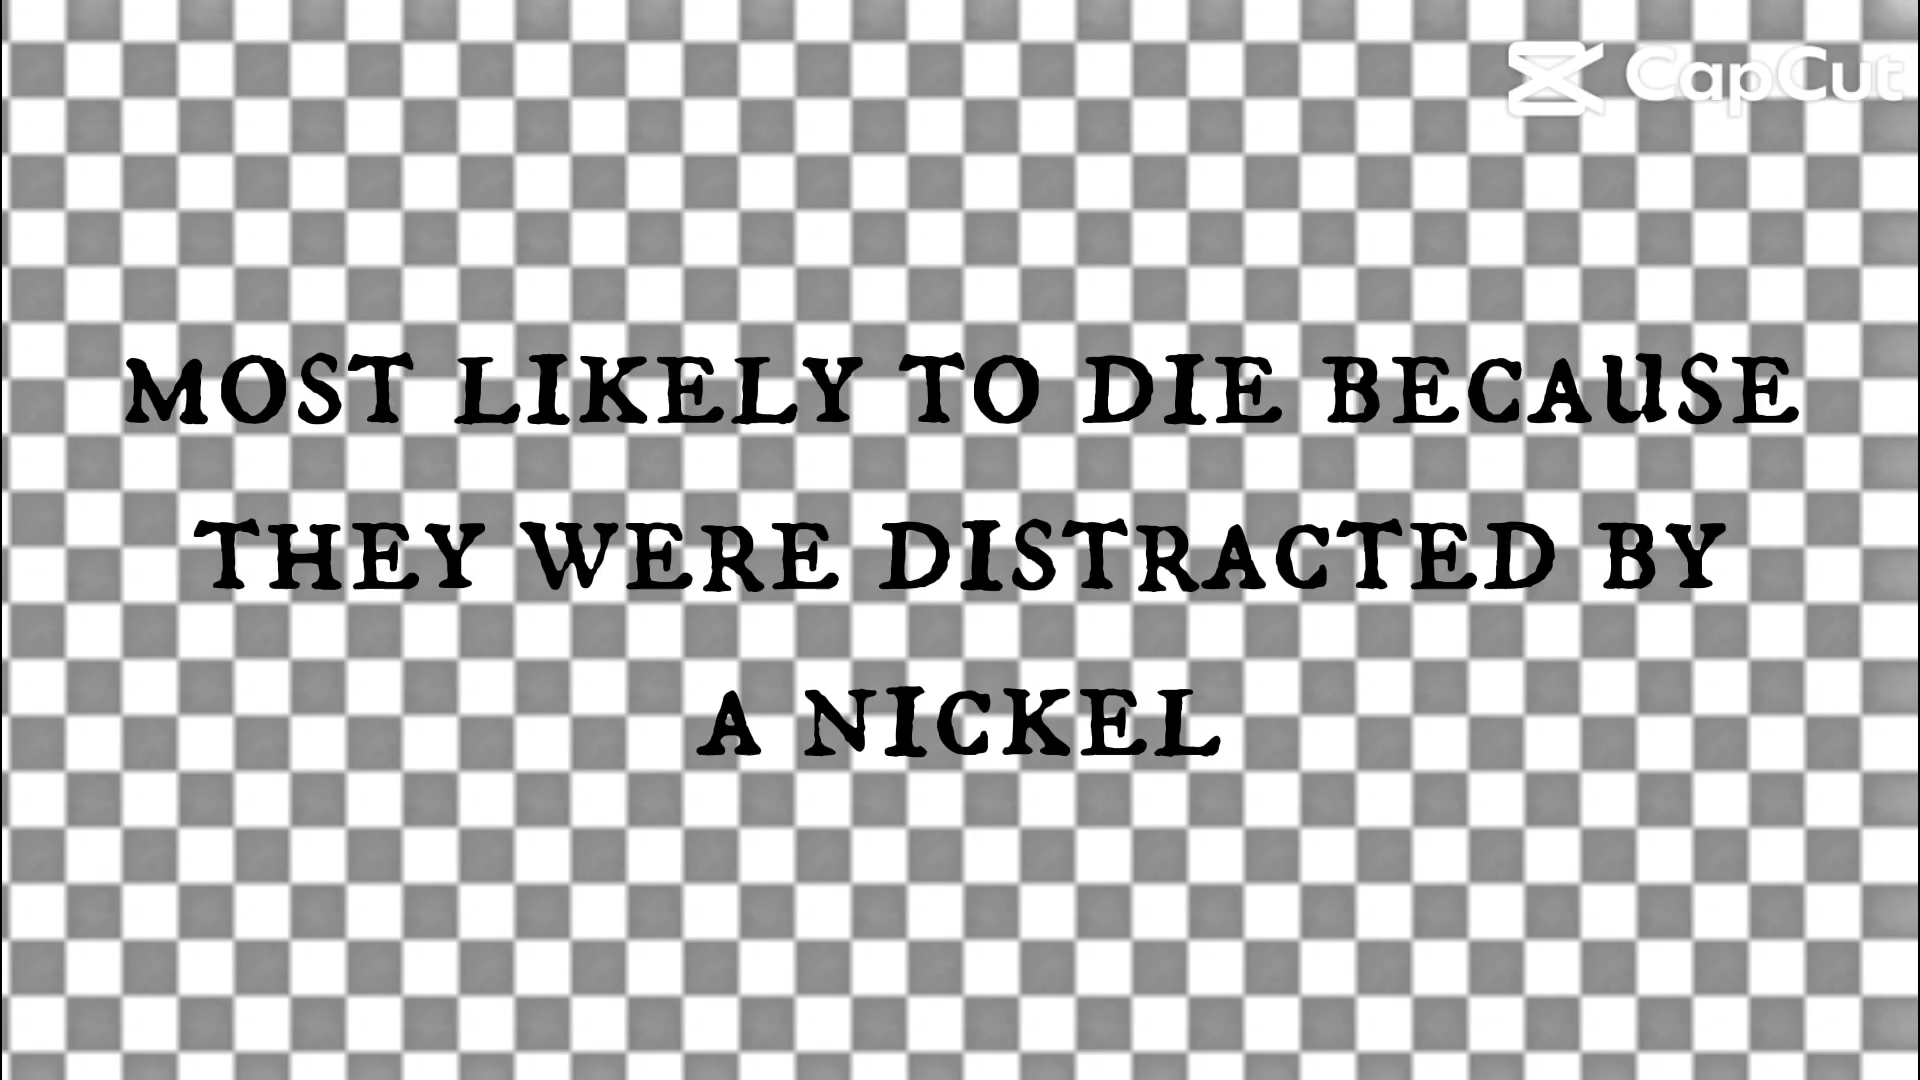 CapCut
MOST LIKELY TO DIE BECAUSE
THEY WERE DISTRACTED BY
A NICKEL